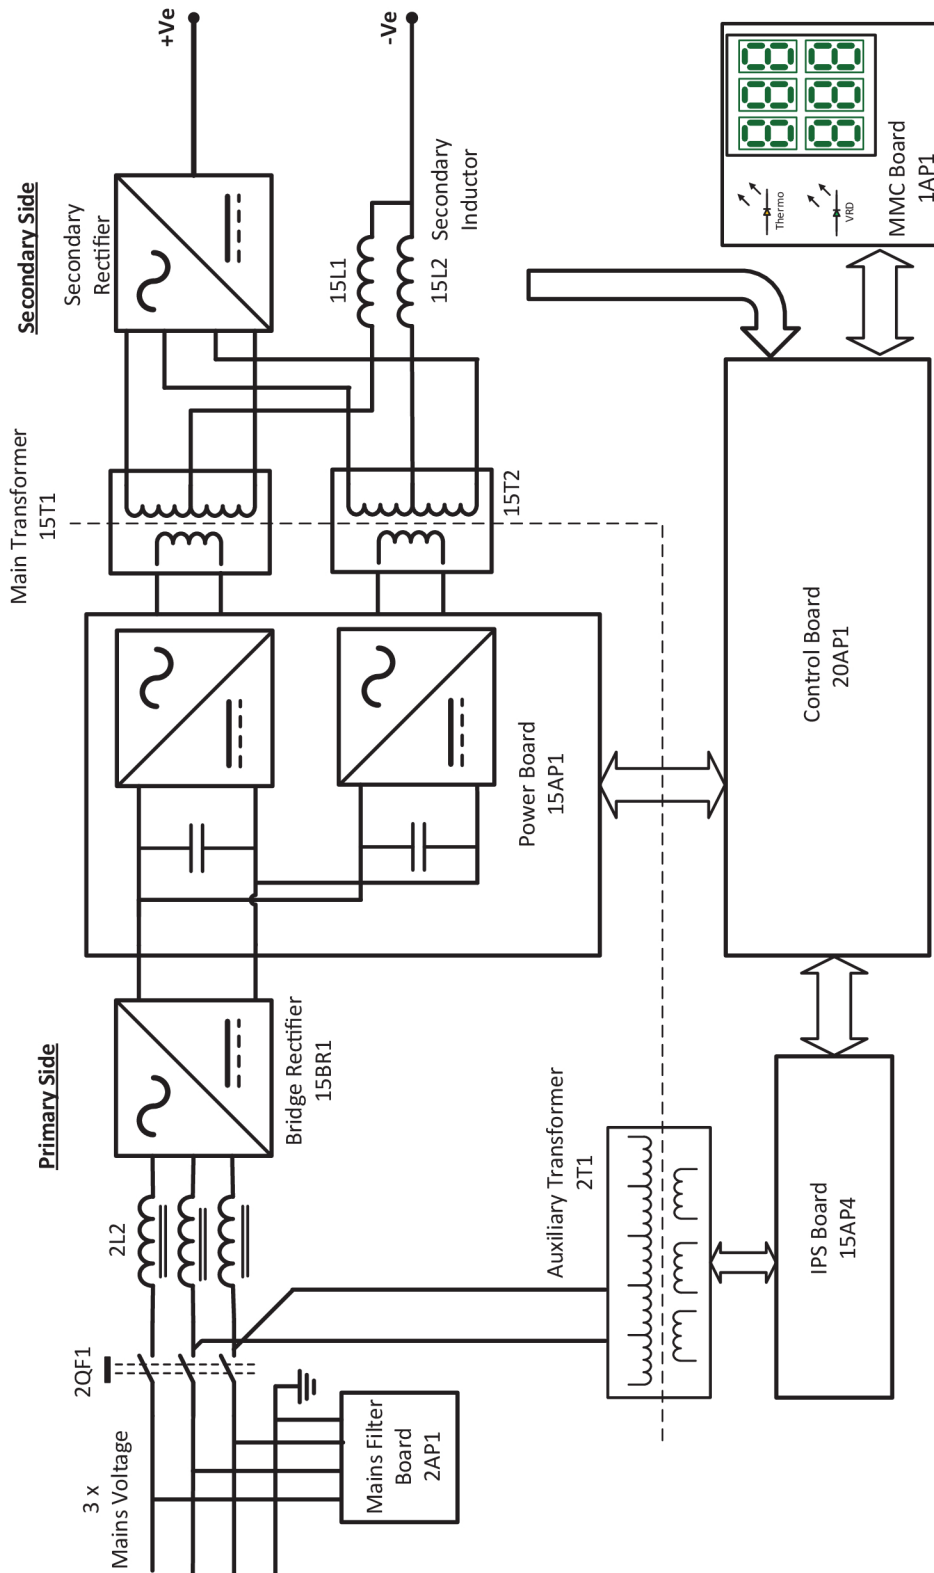 Primary Side
Secondary Side
3 x
Mains Voltage
2QF1
2L2
Mains Filter
Board
2AP1
Bridge Rectifier
15BR1
Power Board
15AP1
Main Transformer
15T1
15T2
Secondary
Rectifier
15L1
15L2
Secondary
Inductor
+Ve
-Ve
Auxiliary Transformer
2T1
IPS Board
15AP4
Control Board
20AP1
Thermo
VRD
888
888
MMC Board
1AP1